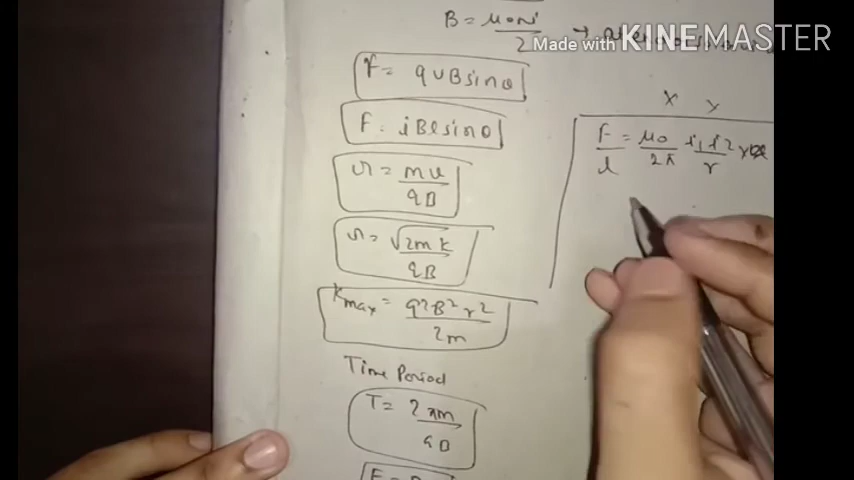 B = μ0Ni/2 →
Made with KINEMASTER
F = qvBsinθ
F = iBlsinθ
r = mv/qB
r = √2mk/qB
Kmax = q2B2r2/2m
Time Period
T = 2πm/qB
x y
F/l = μ0/2π i1i2/r